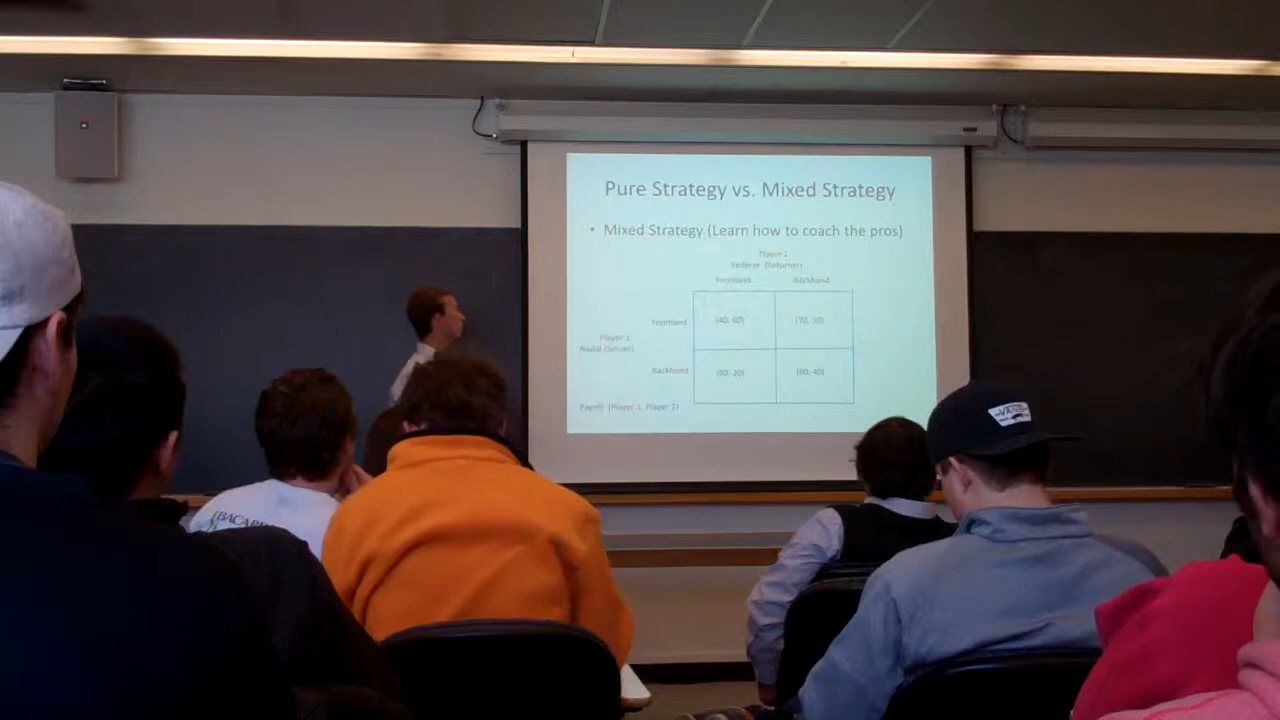 Pure Strategy vs. Mixed Strategy
• Mixed Strategy (Learn how to coach the pros)
Player 2
Federer (Returner)
Forehand Backhand
Forehand (40, 60) (70, 30)
Player 1
Nadal (Server)
Backhand (80, 20) (60, 40)
Payoff (Player 1, Player 2)
VANS
BACARDI